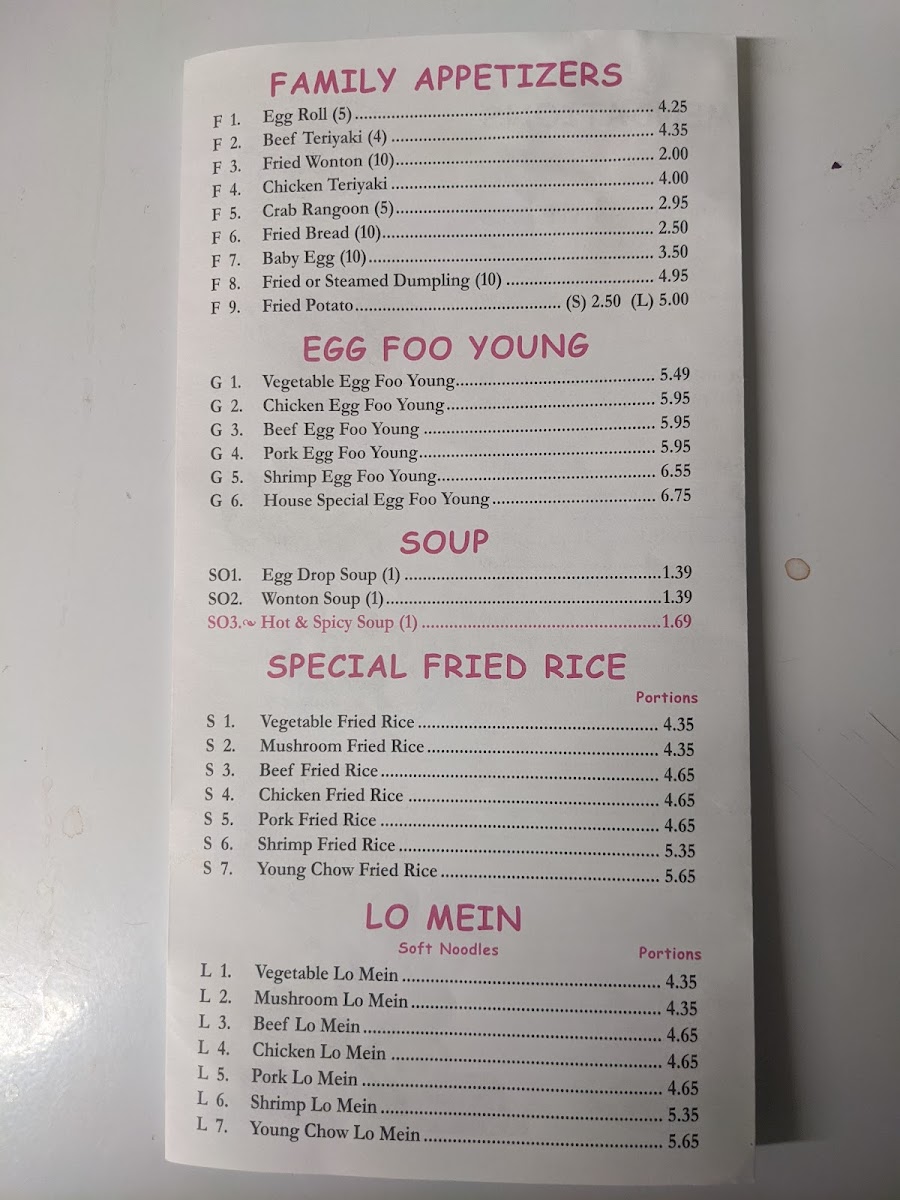 FAMILY APPETIZERS
F 1. Egg Roll (5) 4.25
F 2. Beef Teriyaki (4) 4.35
F 3. Fried Wonton (10) 2.00
F 4. Chicken Teriyaki 4.00
F 5. Crab Rangoon (5) 2.95
F 6. Fried Bread (10) 2.50
F 7. Baby Egg (10) 3.50
F 8. Fried or Steamed Dumpling (10) 4.95
F 9. Fried Potato (S) 2.50 (L) 5.00
EGG FOO YOUNG
G 1. Vegetable Egg Foo Young 5.49
G 2. Chicken Egg Foo Young 5.95
G 3. Beef Egg Foo Young 5.95
G 4. Pork Egg Foo Young 5.95
G 5. Shrimp Egg Foo Young 6.55
G 6. House Special Egg Foo Young 6.75
SOUP
SO1. Egg Drop Soup (1) 1.39
SO2. Wonton Soup (1) 1.39
SO3. Hot & Spicy Soup (1) 1.69
SPECIAL FRIED RICE
Portions
S 1. Vegetable Fried Rice 4.35
S 2. Mushroom Fried Rice 4.35
S 3. Beef Fried Rice 4.65
S 4. Chicken Fried Rice 4.65
S 5. Pork Fried Rice 4.65
S 6. Shrimp Fried Rice 5.35
S 7. Young Chow Fried Rice 5.65
LO MEIN
Soft Noodles Portions
L 1. Vegetable Lo Mein 4.35
L 2. Mushroom Lo Mein 4.35
L 3. Beef Lo Mein 4.65
L 4. Chicken Lo Mein 4.65
L 5. Pork Lo Mein 4.65
L 6. Shrimp Lo Mein 5.35
L 7. Young Chow Lo Mein 5.65